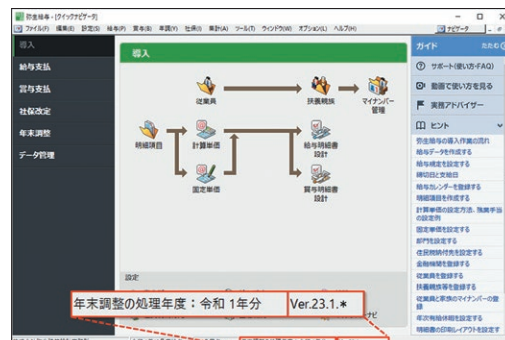 弥生給与 - [クイックナビゲータ]
ファイル(F) 編集(E) 設定(S) 給与(P) 賞与(B) 年調(Y) 社保(I) 集計(A) ツール(T) ウィンドウ(W) オプション(L) ヘルプ(H)
ナビゲータ
導入
給与支払
賞与支払
社保改定
年末調整
データ管理
導入
従業員
扶養親族
マイナンバー
管理
明細項目
計算単価
給与明細書
設計
固定単価
賞与明細書
設計
設定
年末調整の処理年度：令和 1年分
Ver.23.1.*
ガイド
たたむ
サポート(使い方・FAQ)
動画で使い方を見る
実務アドバイザー
ヒント
弥生給与の導入作業の流れ
給与データを作成する
給与規定を設定する
締切日と支給日
給与カレンダーを登録する
明細項目を作成する
計算単価の設定方法、残業手当
の設定例
固定単価を設定する
部門を設定する
住民税納付先を設定する
金融機関を登録する
従業員を登録する
扶養親族等を登録する
従業員と家族のマイナンバーの登
録
年次有給休暇を設定する
明細書の印刷レイアウトを設定す